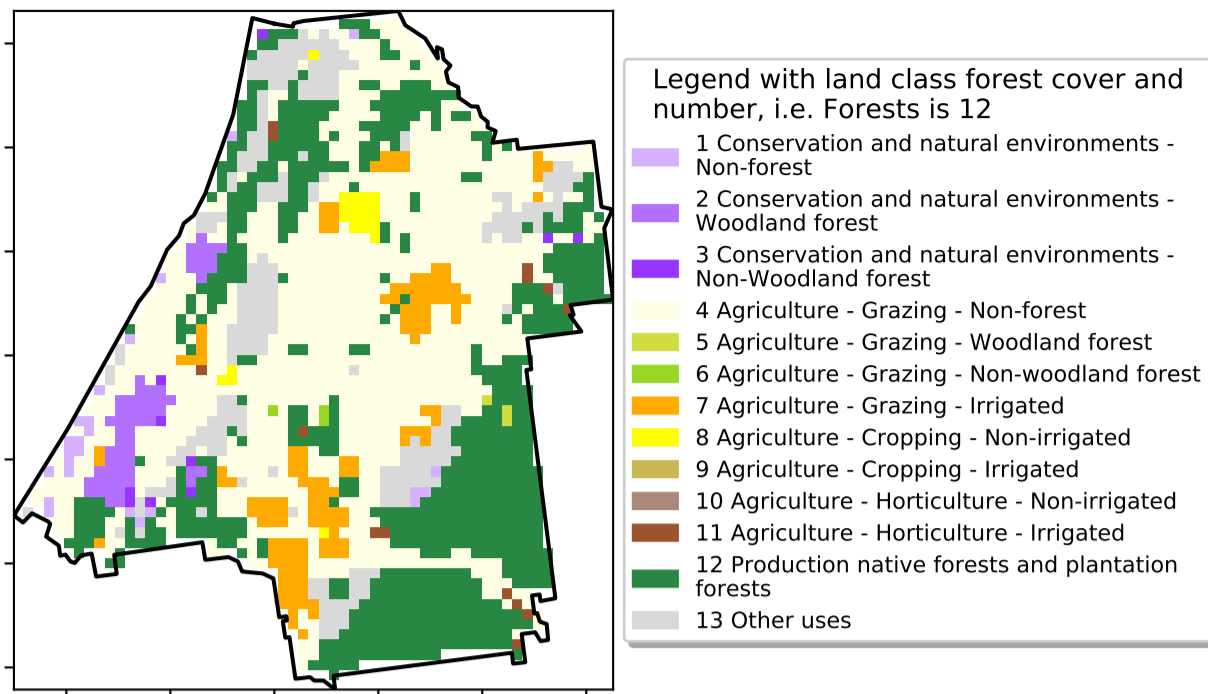 Legend with land class forest cover and
number, i.e. Forests is 12
1 Conservation and natural environments -
Non-forest
2 Conservation and natural environments -
Woodland forest
3 Conservation and natural environments -
Non-Woodland forest
4 Agriculture - Grazing - Non-forest
5 Agriculture - Grazing - Woodland forest
6 Agriculture - Grazing - Non-woodland forest
7 Agriculture - Grazing - Irrigated
8 Agriculture - Cropping - Non-irrigated
9 Agriculture - Cropping - Irrigated
10 Agriculture - Horticulture - Non-irrigated
11 Agriculture - Horticulture - Irrigated
12 Production native forests and plantation
forests
13 Other uses